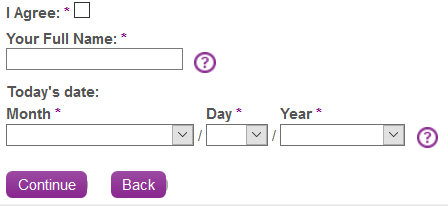 I Agree: *
Your Full Name: *
?
Today's date:
Month * Day * Year *
/ / ?
Continue Back